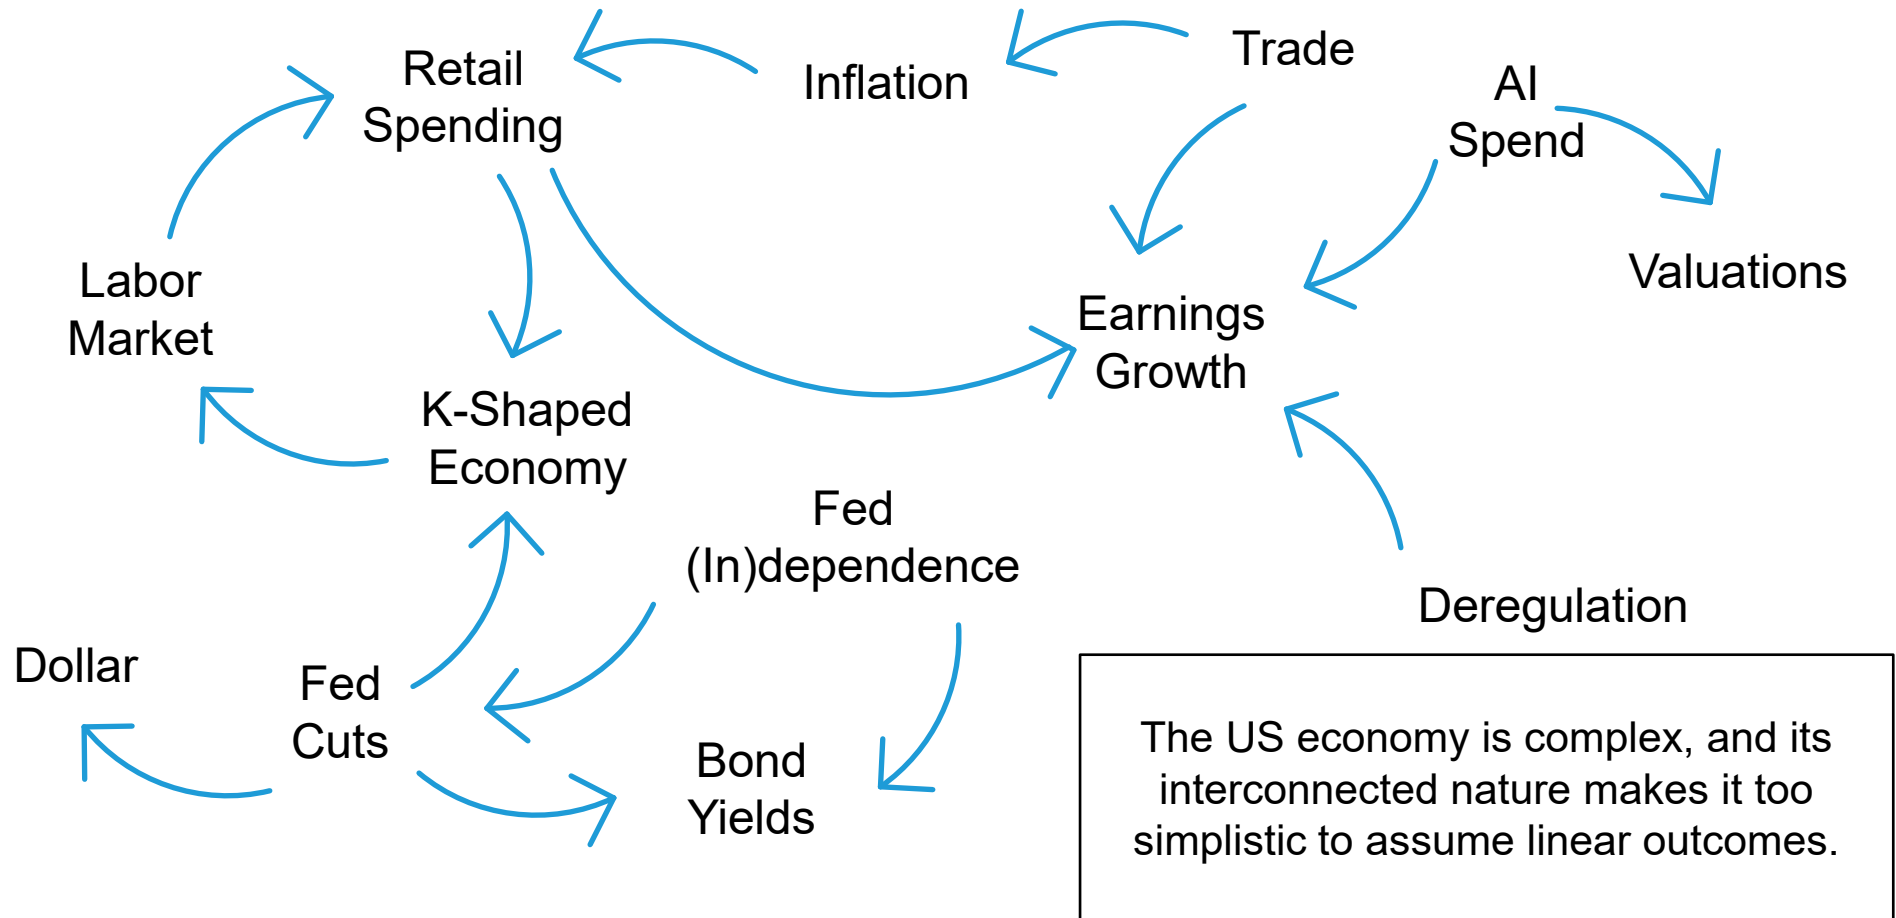 Retail
Spending
Inflation
Trade
AI
Spend
Labor
Market
Earnings
Growth
Valuations
K-Shaped
Economy
Fed
(In)dependence
Deregulation
Dollar
Fed
Cuts
Bond
Yields
The US economy is complex, and its
interconnected nature makes it too
simplistic to assume linear outcomes.